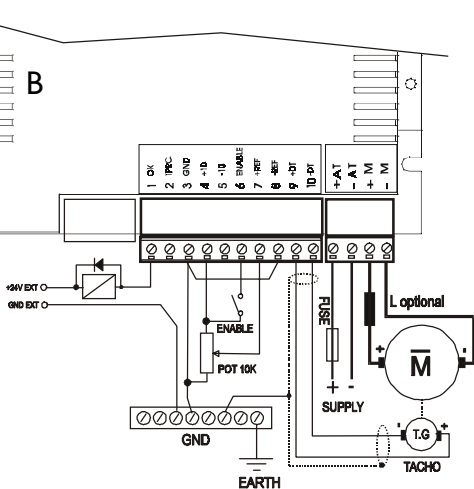 B
1 OK
2 IPRC
3 GND
4 +10
5 -10
6 ENABLE
7 +REF
8 -REF
9 +DT
10 -DT
+AT
- AT
+ M
- M
+24V EXT
GND EXT
ENABLE
POT 10K
FUSE
L optional
+ M -
+ -
SUPPLY
- T.G +
TACHO
GND
EARTH